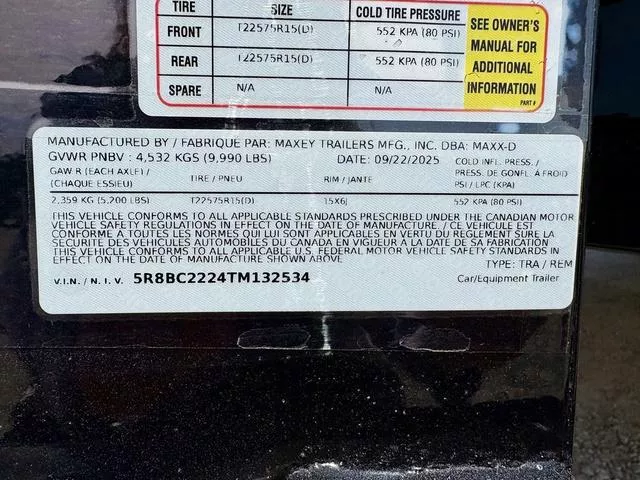 TIRE SIZE COLD TIRE PRESSURE
FRONT T22575R15(D) 552 KPA (80 PSI)
REAR T22575R15(D) 552 KPA (80 PSI)
SPARE N/A N/A
SEE OWNER'S
MANUAL FOR
ADDITIONAL
INFORMATION
PART #
MANUFACTURED BY / FABRIQUE PAR: MAXEY TRAILERS MFG., INC. DBA: MAXX-D
GVWR PNBV : 4,532 KGS (9,990 LBS) DATE: 09/22/2025
GAW R (EACH AXLE) / (CHAQUE ESSIEU) TIRE / PNEU RIM / JANTE COLD INFL. PRESS./ PRESS. DE GONFL. À FROID PSI / LPC (KPA)
2,359 KG (5,200 LBS) T22575R15(D) 15X6J 552 KPA (80 PSI)
THIS VEHICLE CONFORMS TO ALL APPLICABLE STANDARDS PRESCRIBED UNDER THE CANADIAN MOTOR
VEHICLE SAFETY REGULATIONS IN EFFECT ON THE DATE OF MANUFACTURE. / CE VEHICULE EST
CONFORME A TOUTES LES NORMES QUI LUI SONT APPLICABLES EN VERTU DU REGLEMENT SUR LA
SECURITE DES VEHICULES AUTOMOBILES DU CANADA EN VIGUEUR A LA DATE DE SA FABRICATION
THIS VEHICLE CONFORMS TO ALL APPLICABLE U.S. FEDERAL MOTOR VEHICLE SAFETY STANDARDS IN
EFFECT ON THE DATE OF MANUFACTURE SHOWN ABOVE
TYPE: TRA / REM
V.I.N. / N. I. V. 5R8BC2224TM132534 Car/Equipment Trailer